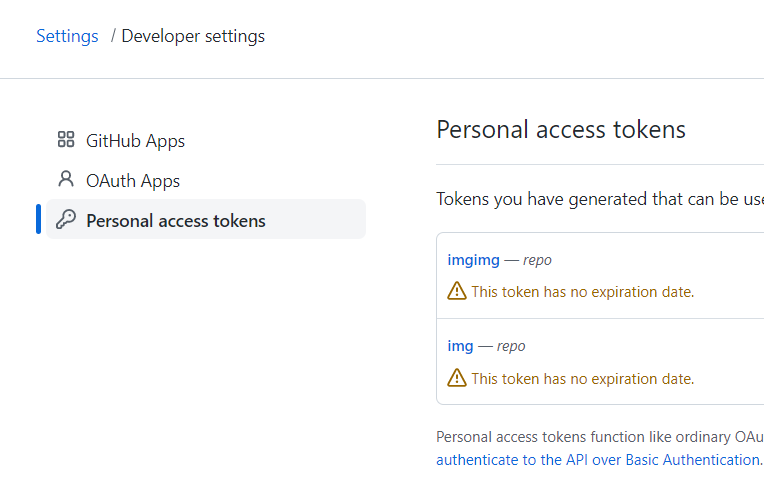 Settings / Developer settings
GitHub Apps
OAuth Apps
Personal access tokens
Personal access tokens
Tokens you have generated that can be use
imgimg — repo
This token has no expiration date.
img — repo
This token has no expiration date.
Personal access tokens function like ordinary OAu
authenticate to the API over Basic Authentication.